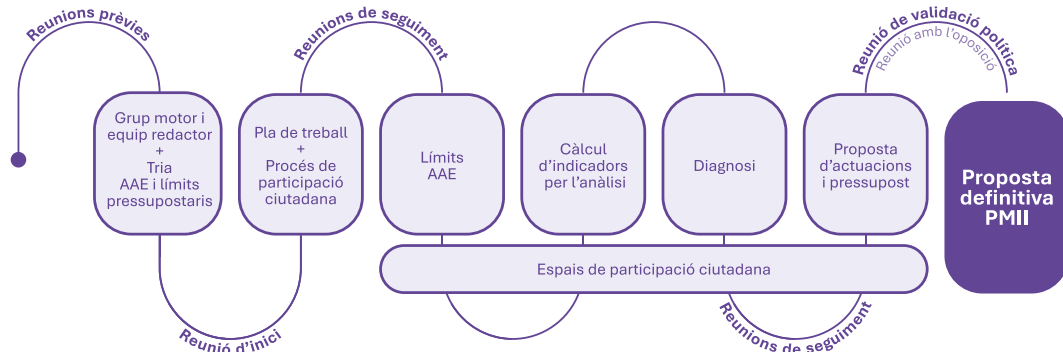 Reunions prèvies
Grup motor i
equip redactor
+
Tria
AAE i límits
pressupostaris
Reunió d'inici
Pla de treball
+
Procés de
participació
ciutadana
Reunions de seguiment
Límits
AAE
Càlcul
d'indicadors
per l'anàlisi
Diagnosi
Proposta
d'actuacions
i pressupost
Espais de participació ciutadana
Reunions de seguiment
Reunió de validació política
Reunió amb l'oposició
Proposta
definitiva
PMII